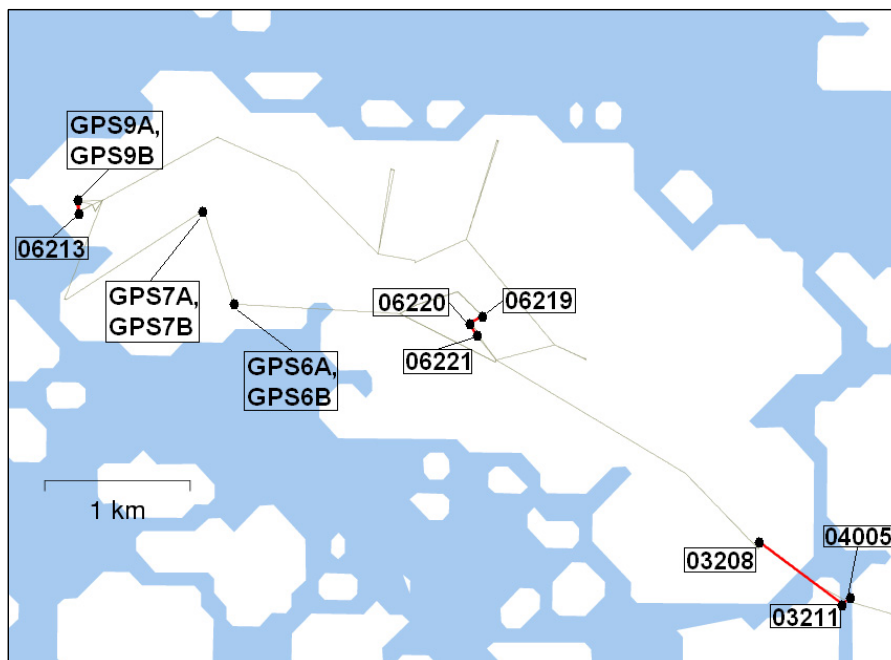 GPS9A,
GPS9B
06213
GPS7A,
GPS7B
06220
06219
06221
GPS6A,
GPS6B
1 km
04005
03208
03211